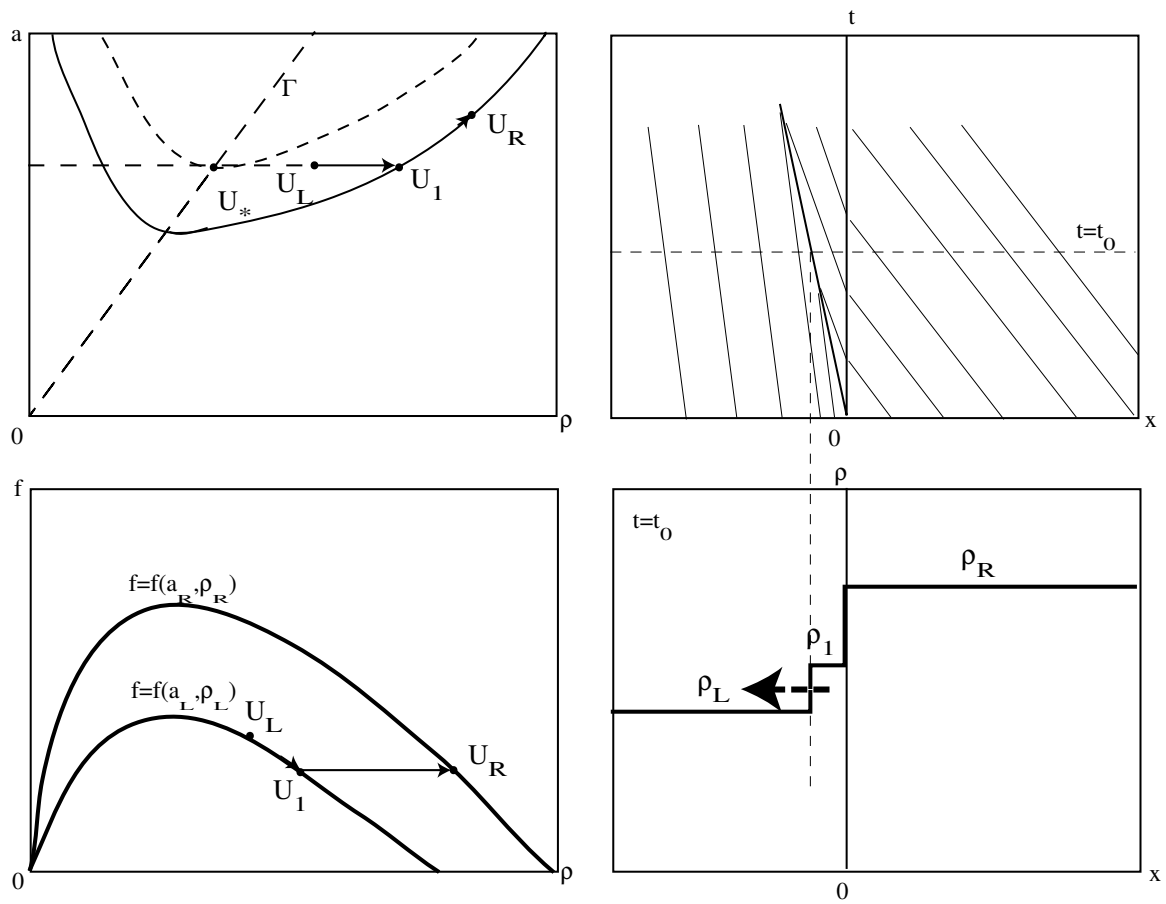 a
Γ
U_R
U_L
U_1
U_*
0
ρ
t
t=t_0
0
x
f
f=f(a_R,ρ_R)
f=f(a_L,ρ_L)
U_L
U_1
U_R
0
ρ
ρ
t=t_0
ρ_R
ρ_1
ρ_L
0
x